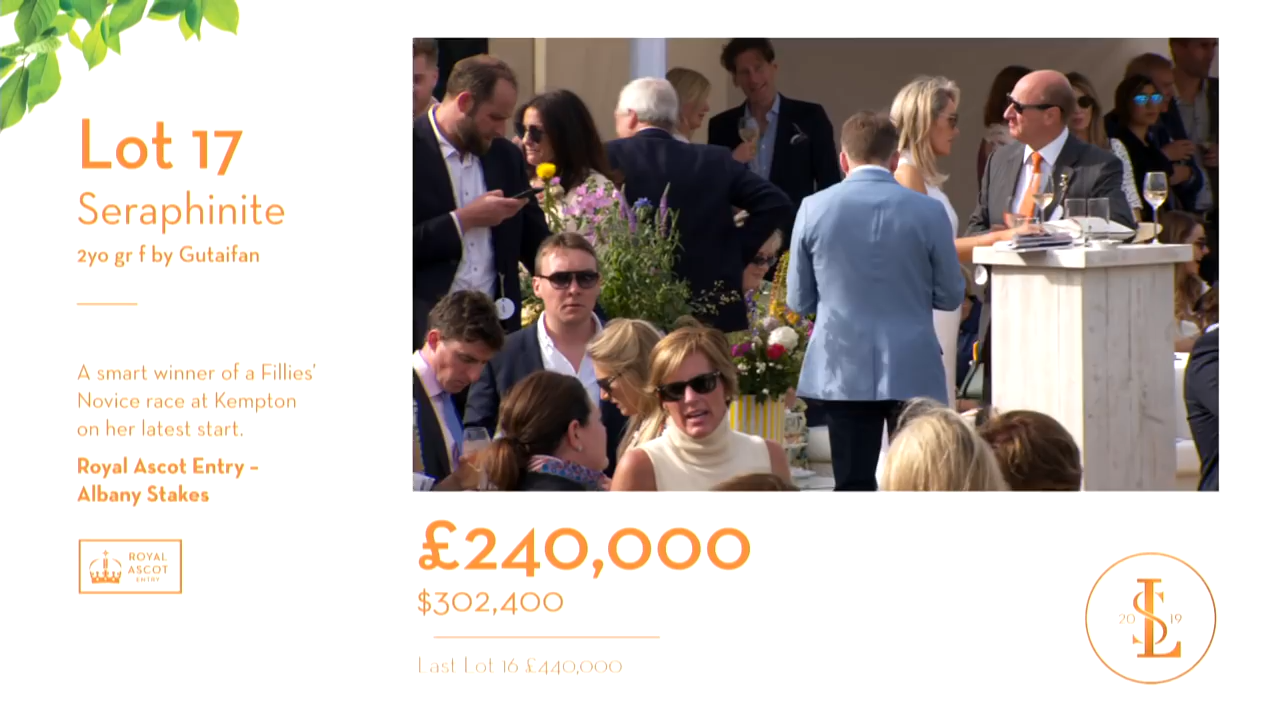 Lot 17
Seraphinite
2yo gr f by Gutaifan
A smart winner of a Fillies'
Novice race at Kempton
on her latest start.
Royal Ascot Entry –
Albany Stakes
ROYAL
ASCOT
ENTRY
£240,000
$302,400
Last Lot 16 £440,000
20 SL 19